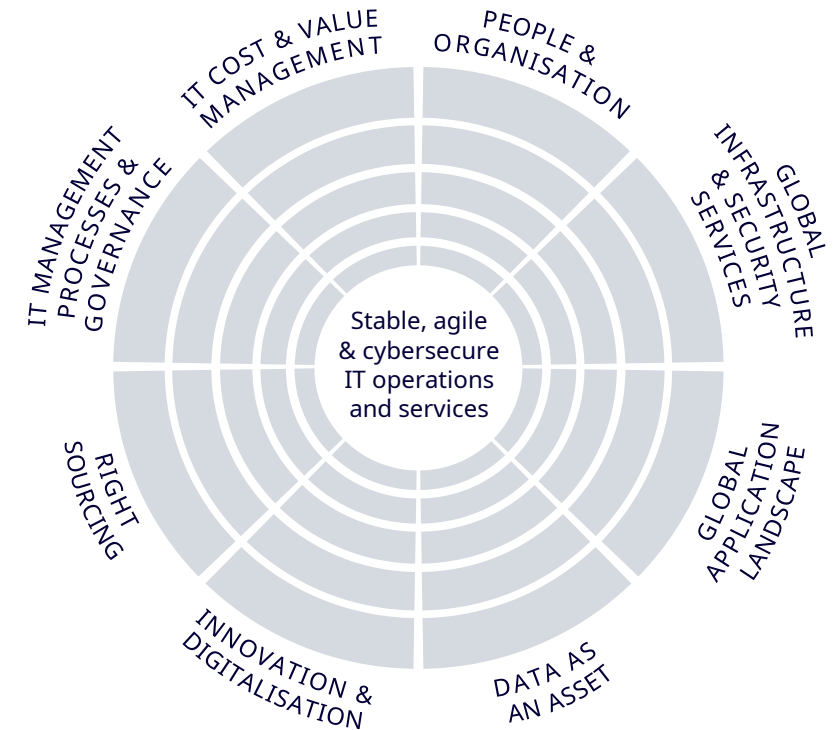 IT COST & VALUE
MANAGEMENT
PEOPLE &
ORGANISATION
GLOBAL
INFRASTRUCTURE
& SECURITY
SERVICES
GLOBAL
APPLICATION
LANDSCAPE
DATA AS
AN ASSET
INNOVATION &
DIGITALISATION
RIGHT
SOURCING
IT MANAGEMENT
PROCESSES &
GOVERNANCE
Stable, agile
& cybersecure
IT operations
and services